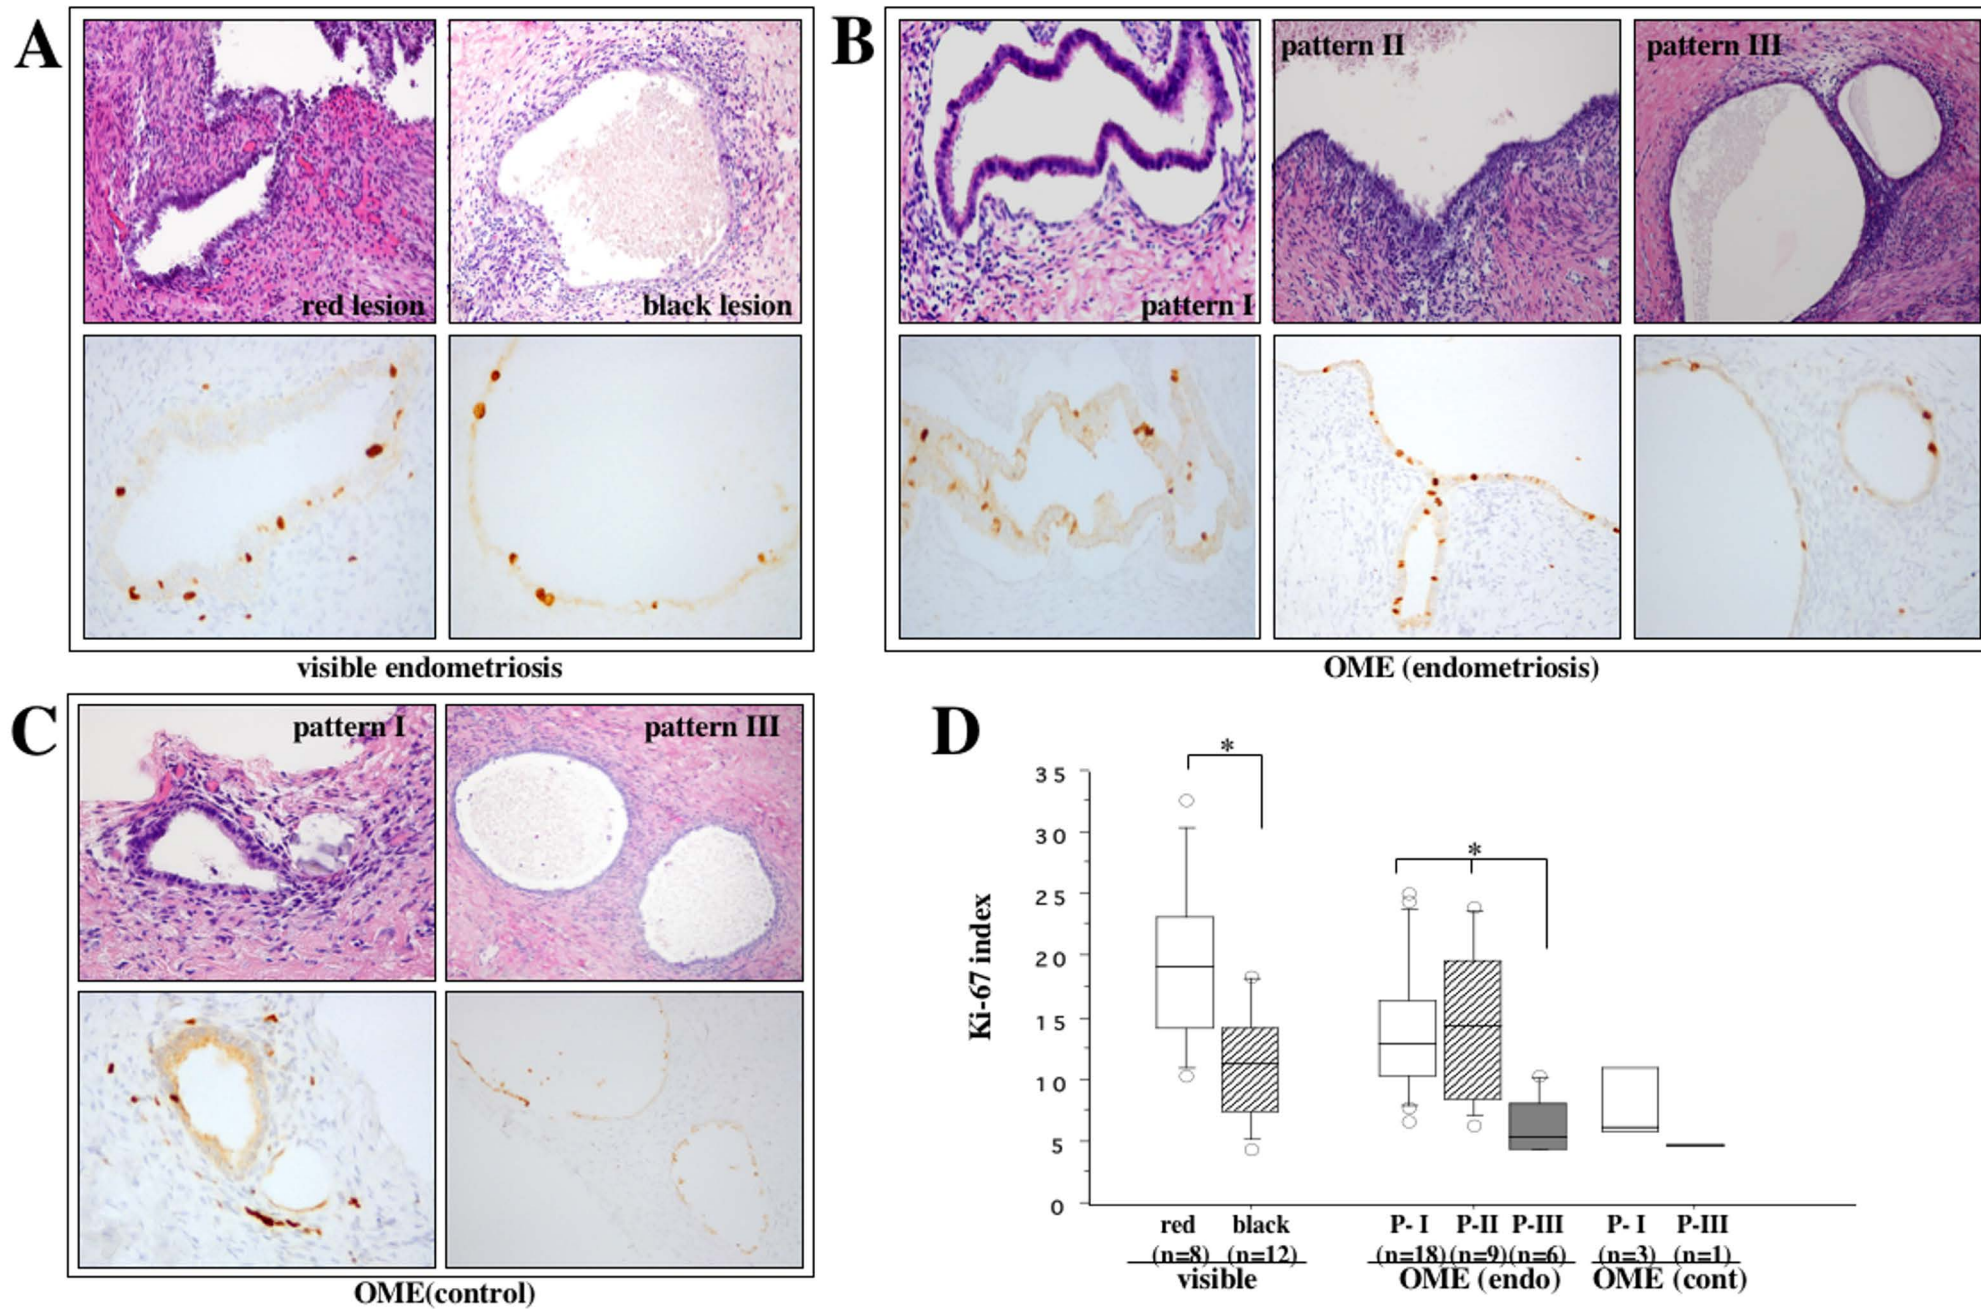 A
red lesion
black lesion
visible endometriosis
B
pattern I
pattern II
pattern III
OME (endometriosis)
C
pattern I
pattern III
OME(control)
D
Ki-67 index
35
30
25
20
15
10
5
0
*
*
red black P- I P-II P-III P- I P-III
(n=8) (n=12) (n=18) (n=9) (n=6) (n=3) (n=1)
visible OME (endo) OME (cont)